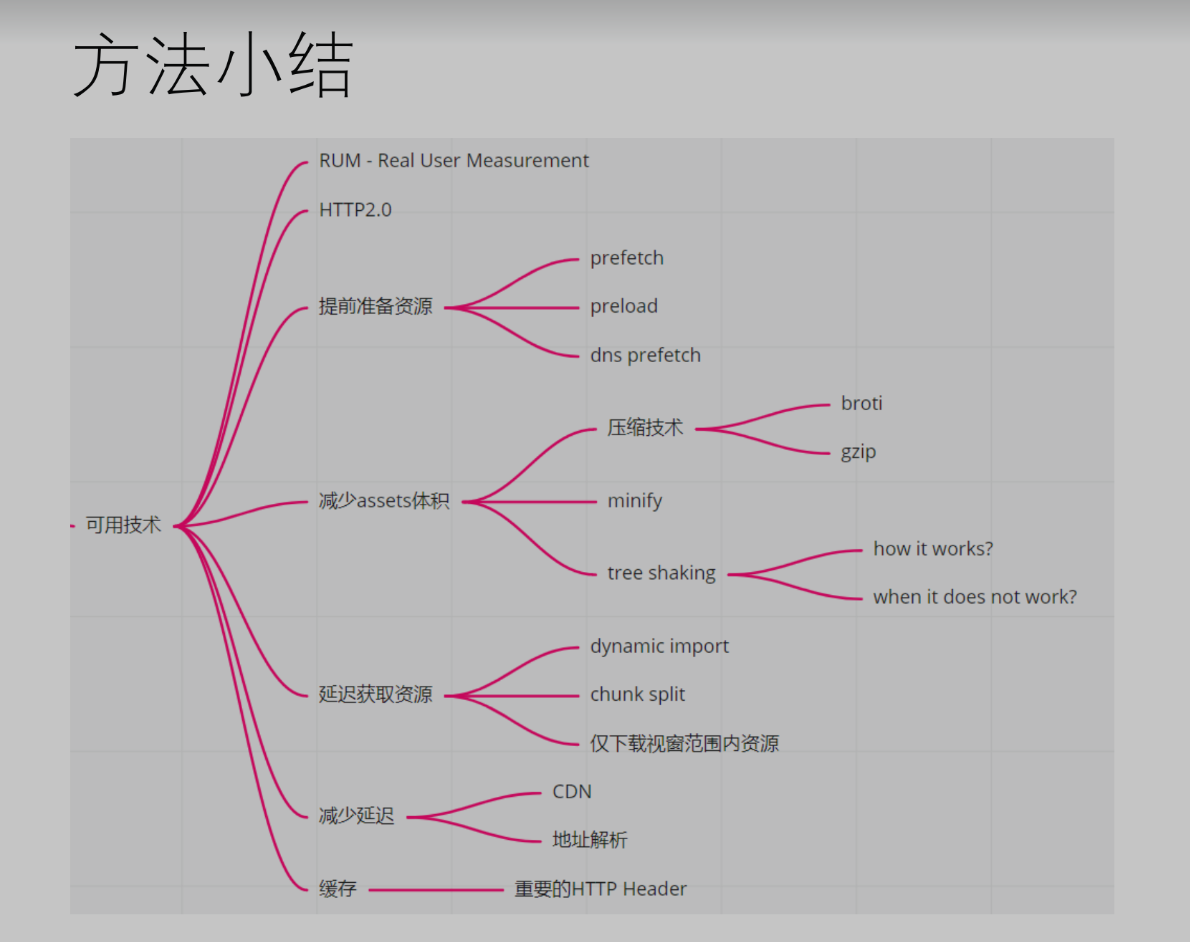 方法小结
RUM - Real User Measurement
HTTP2.0
prefetch
提前准备资源
preload
dns prefetch
broti
压缩技术
gzip
减少assets体积
minify
可用技术
how it works?
tree shaking
when it does not work?
dynamic import
延迟获取资源
chunk split
仅下载视窗范围内资源
CDN
减少延迟
地址解析
缓存
重要的HTTP Header